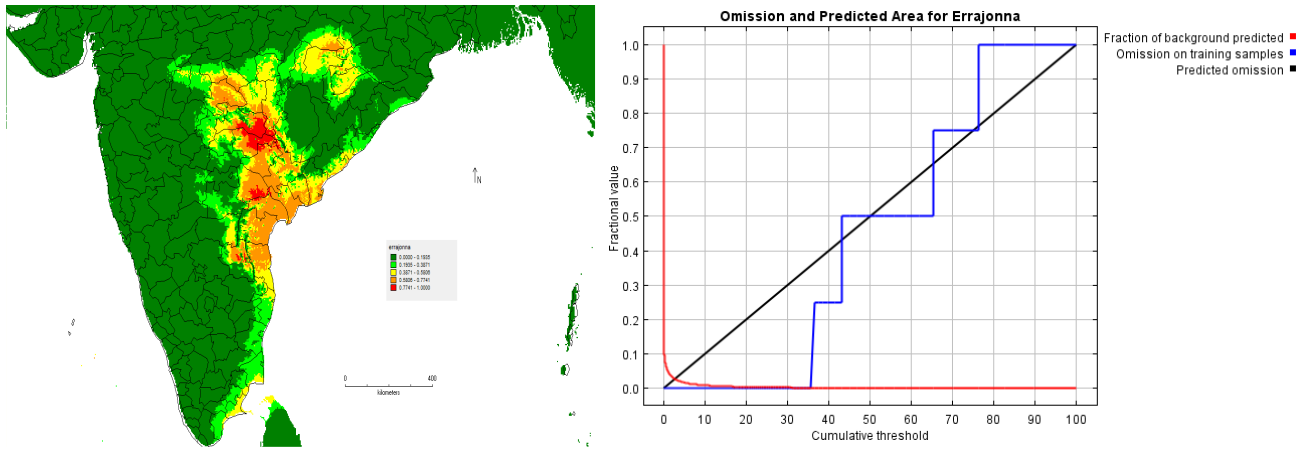 N
errajonna
0.0000 - 0.1935
0.1935 - 0.3871
0.3871 - 0.5806
0.5806 - 0.7741
0.7741 - 1.0000
0 400
kilometers
Omission and Predicted Area for Errajonna
Fraction of background predicted
Omission on training samples
Predicted omission
Fractional value
1.0
0.9
0.8
0.7
0.6
0.5
0.4
0.3
0.2
0.1
0.0
0 10 20 30 40 50 60 70 80 90 100
Cumulative threshold